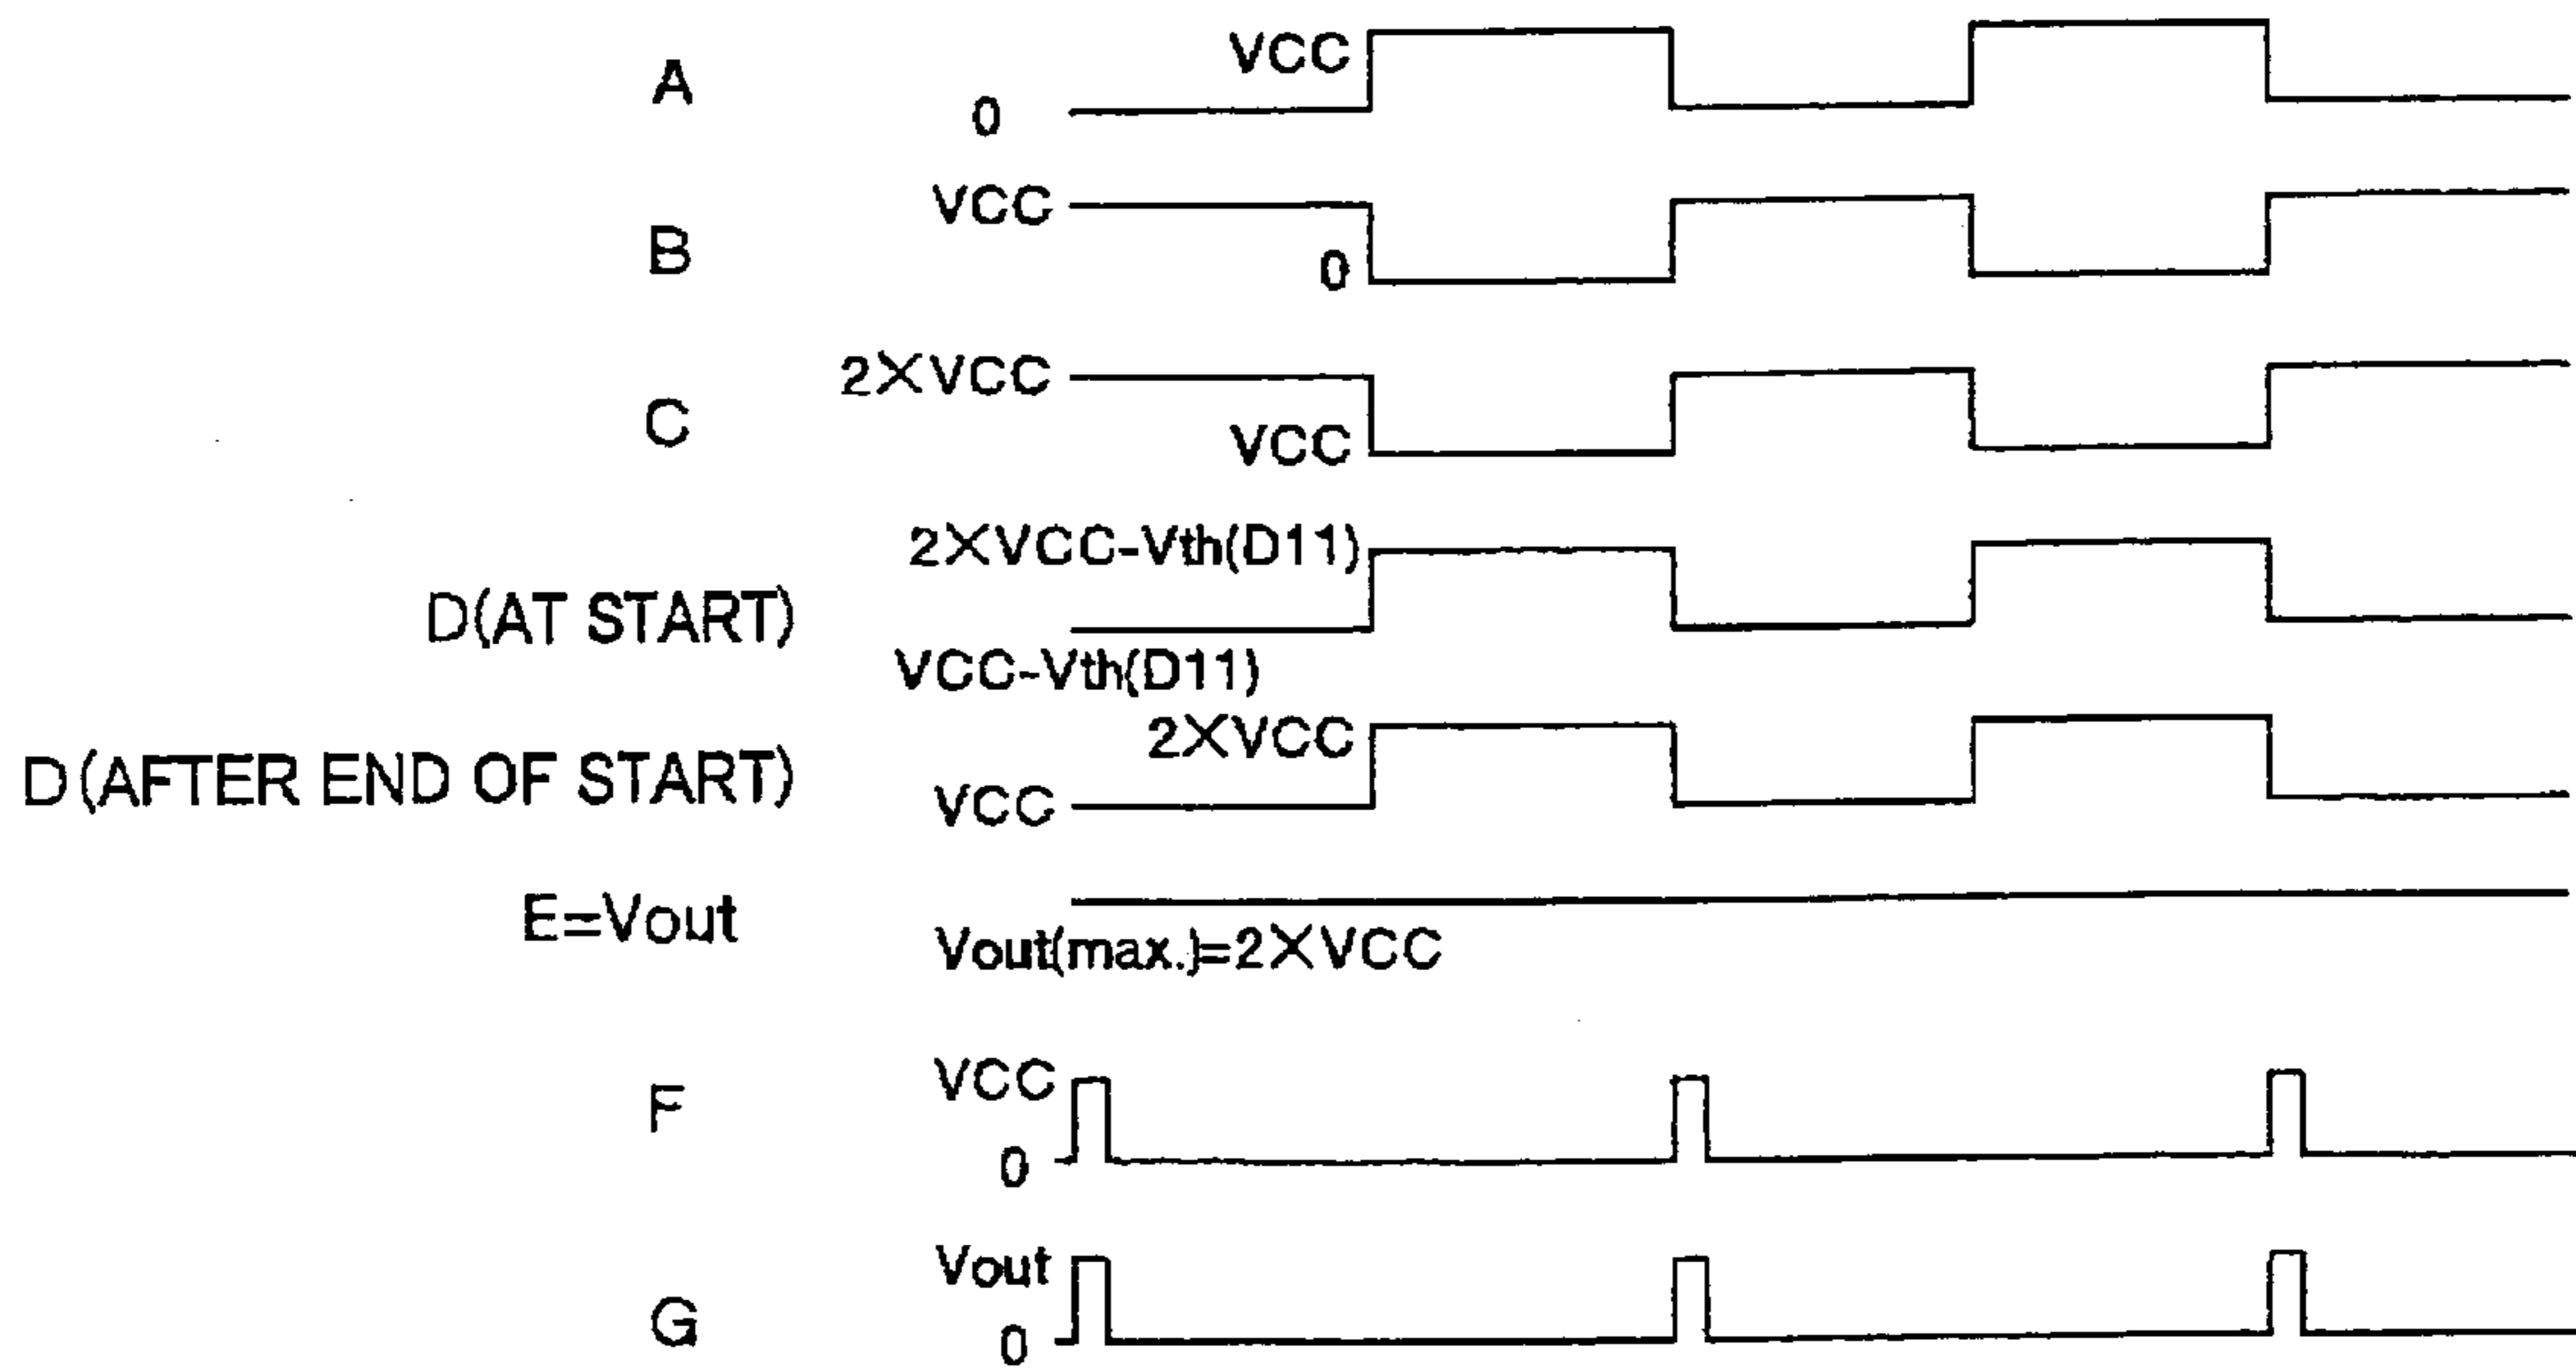 A
VCC
0
B
VCC
0
C
2×VCC
VCC
D(AT START)
2×VCC-Vth(D11)
VCC-Vth(D11)
D(AFTER END OF START)
2×VCC
VCC
E=Vout
Vout(max.)=2×VCC
F
VCC
0
G
Vout
0